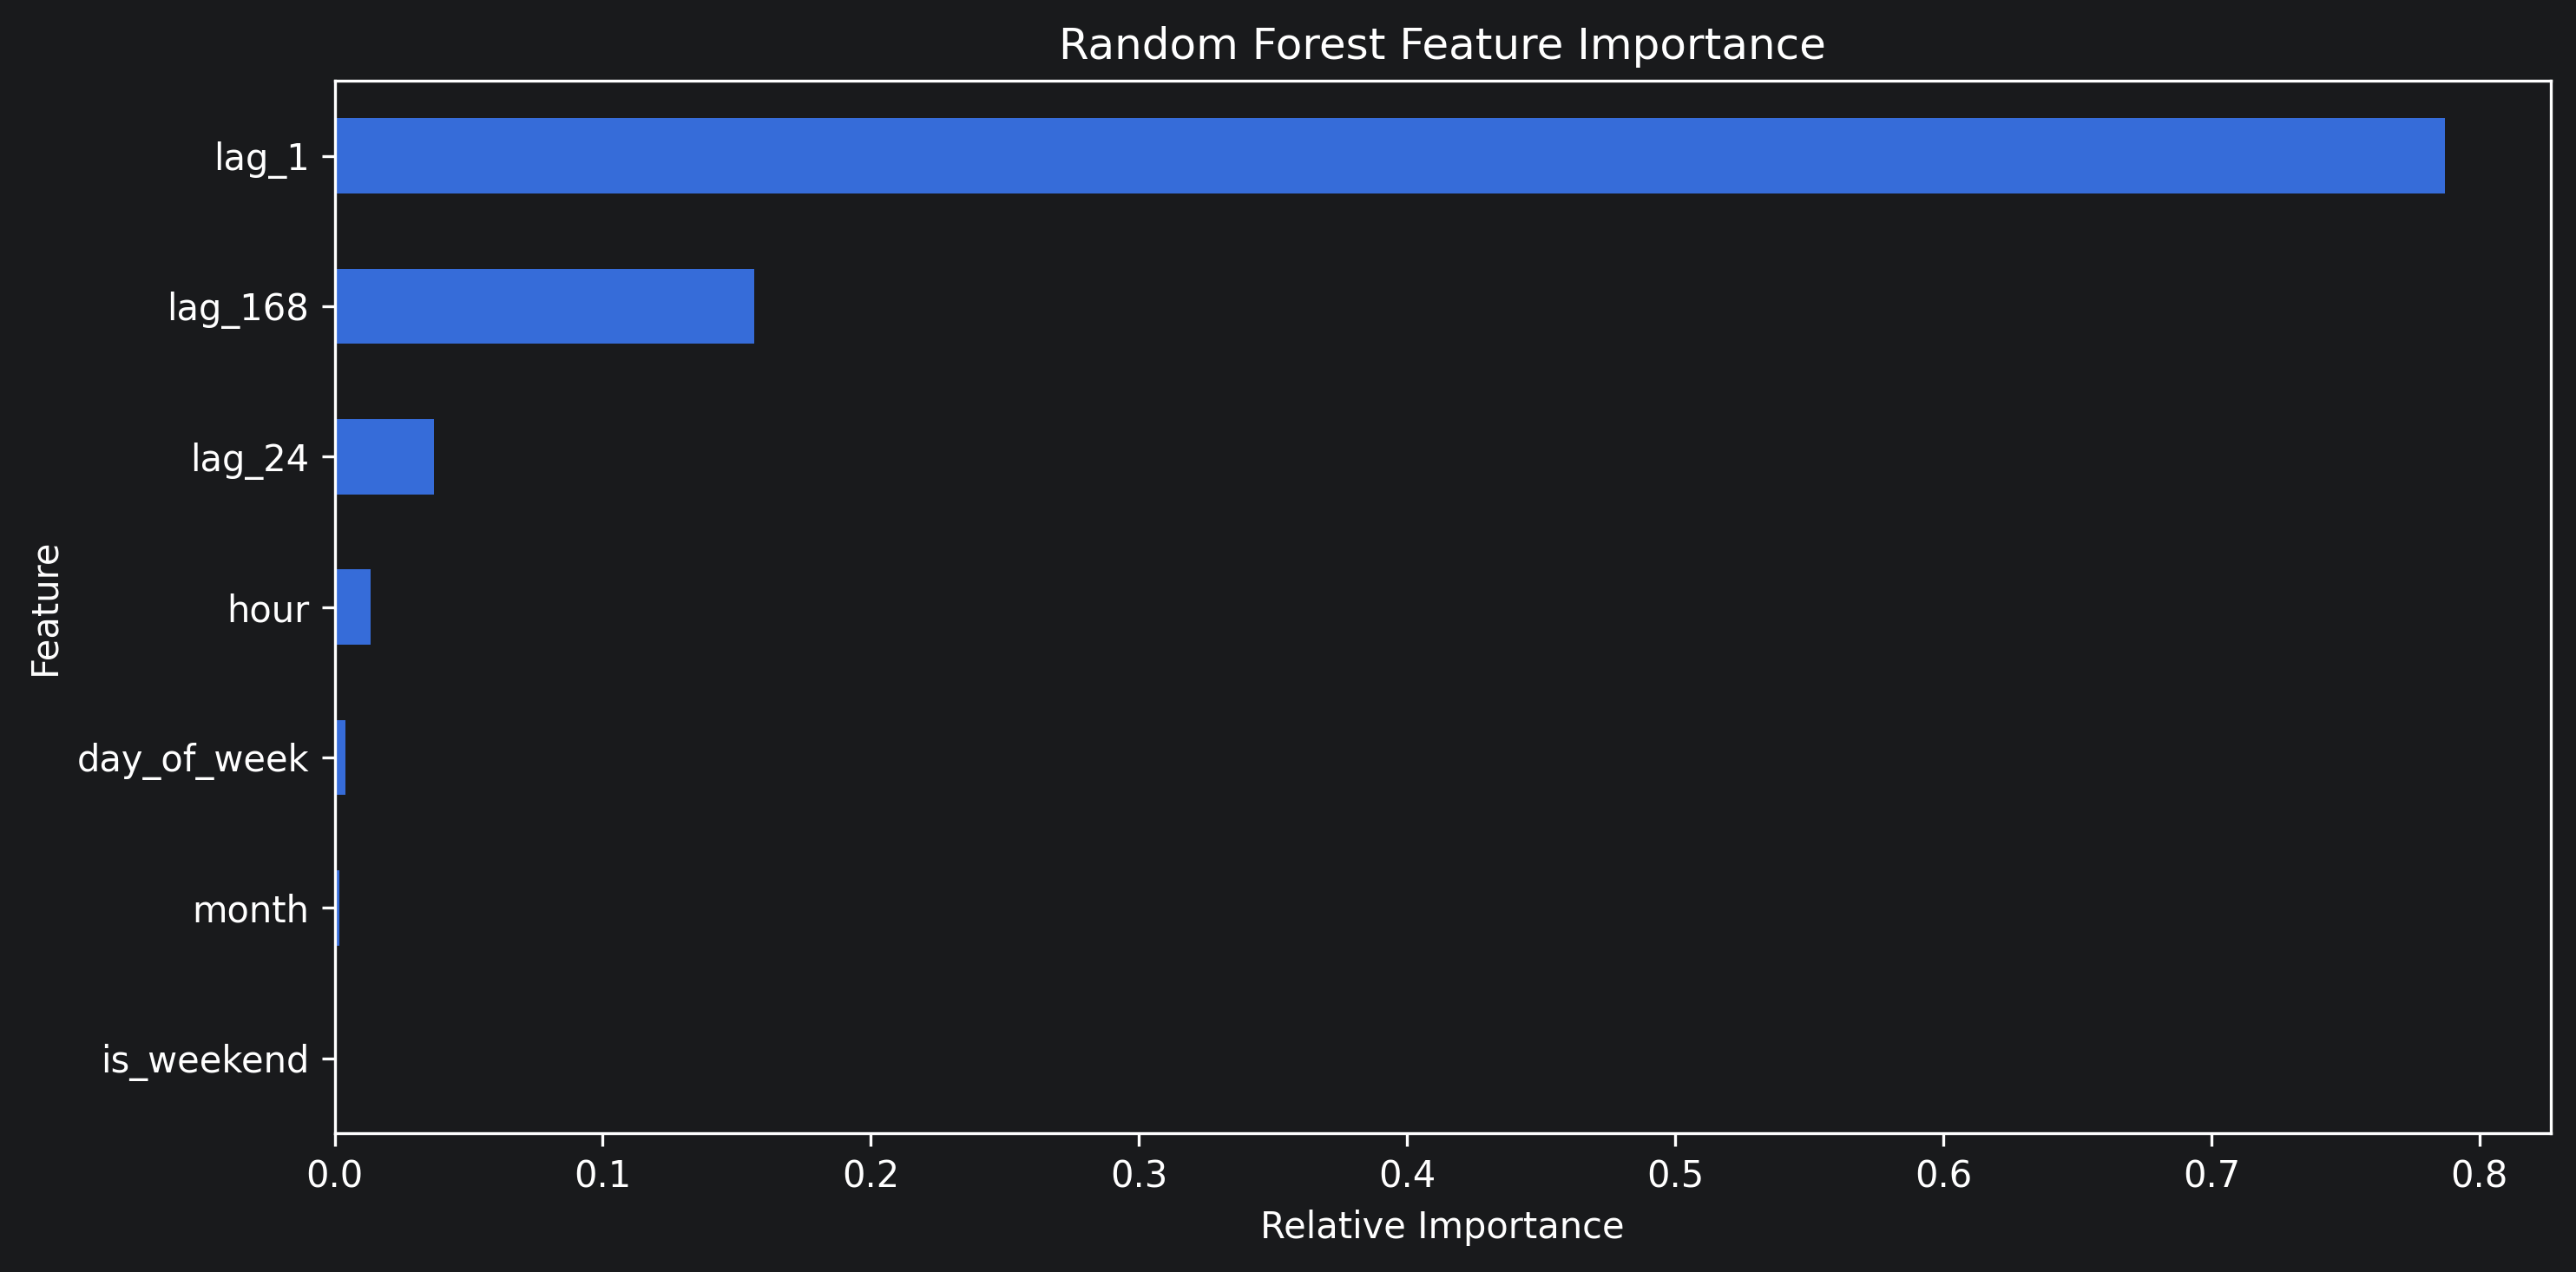 Random Forest Feature Importance
lag_1
lag_168
lag_24
hour
day_of_week
month
is_weekend
Feature
0.0 0.1 0.2 0.3 0.4 0.5 0.6 0.7 0.8
Relative Importance